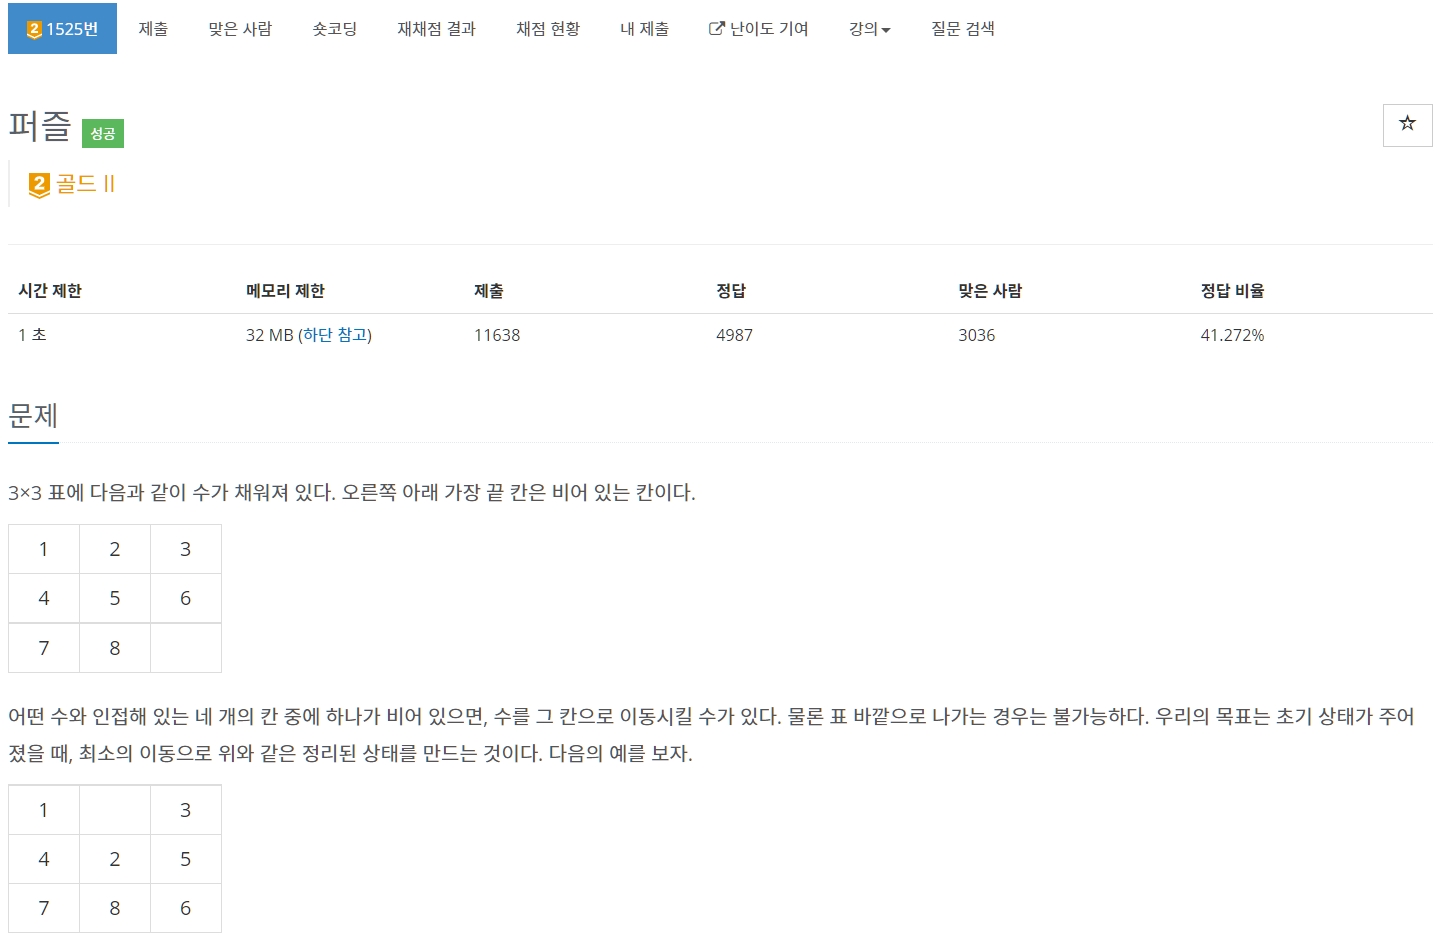 2 1525번 제출 맞은 사람 숏코딩 재채점 결과 채점 현황 내 제출 난이도 기여 강의 질문 검색
퍼즐 성공
2 골드 II
시간 제한 메모리 제한 제출 정답 맞은 사람 정답 비율
1 초 32 MB (하단 참고) 11638 4987 3036 41.272%
문제
3×3 표에 다음과 같이 수가 채워져 있다. 오른쪽 아래 가장 끝 칸은 비어 있는 칸이다.
1 2 3
4 5 6
7 8
어떤 수와 인접해 있는 네 개의 칸 중에 하나가 비어 있으면, 수를 그 칸으로 이동시킬 수가 있다. 물론 표 바깥으로 나가는 경우는 불가능하다. 우리의 목표는 초기 상태가 주어
졌을 때, 최소의 이동으로 위와 같은 정리된 상태를 만드는 것이다. 다음의 예를 보자.
1 3
4 2 5
7 8 6